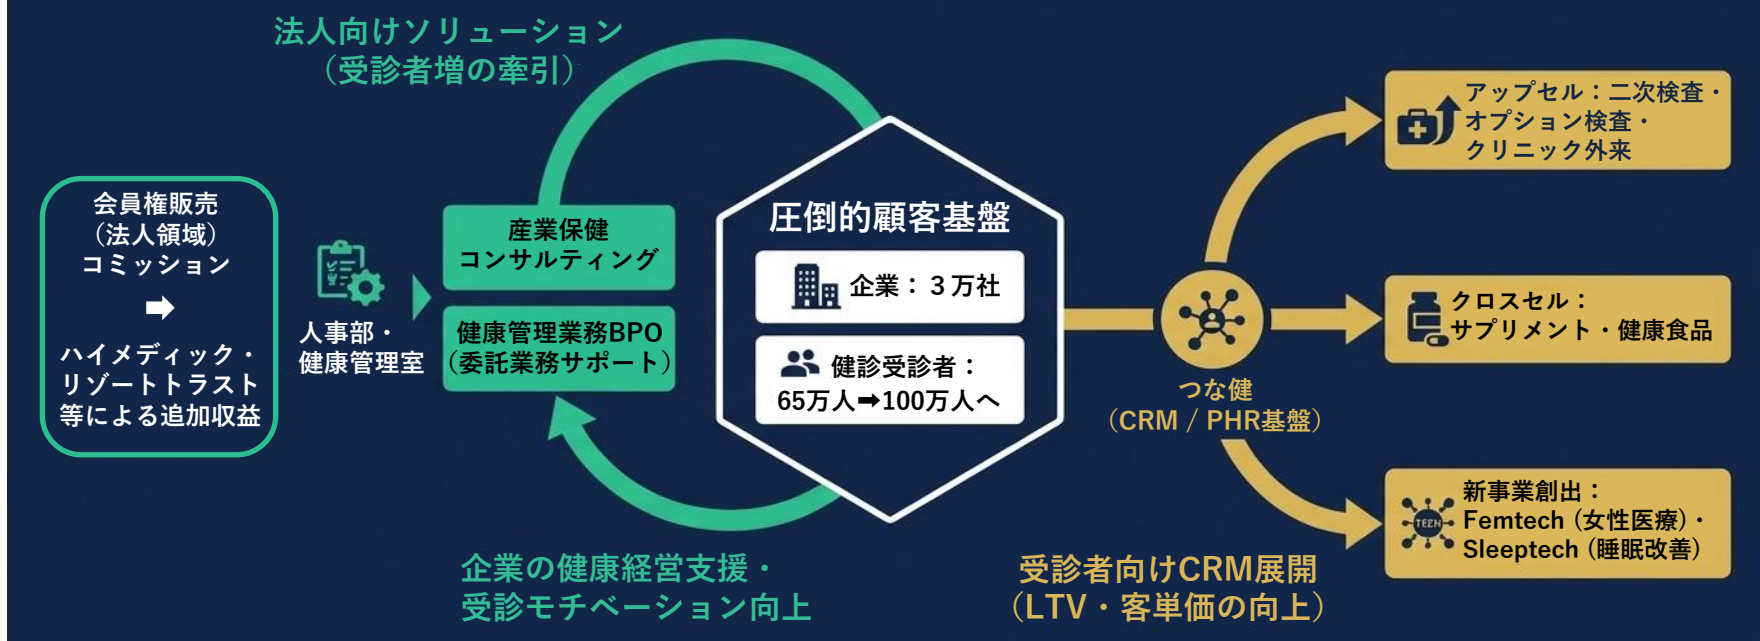 法人向けソリューション
（受診者増の牽引）
会員権販売
（法人領域）
コミッション
➡
ハイメディック・
リゾートトラスト
等による追加収益
人事部・
健康管理室
産業保健
コンサルティング
健康管理業務BPO
（委託業務サポート）
企業の健康経営支援・
受診モチベーション向上
圧倒的顧客基盤
企業：３万社
健診受診者：
65万人➡100万人へ
つな健
（CRM / PHR基盤）
受診者向けCRM展開
（LTV・客単価の向上）
アップセル：二次検査・
オプション検査・
クリニック外来
クロスセル：
サプリメント・健康食品
TEEN
新事業創出：
Femtech (女性医療)・
Sleeptech (睡眠改善)